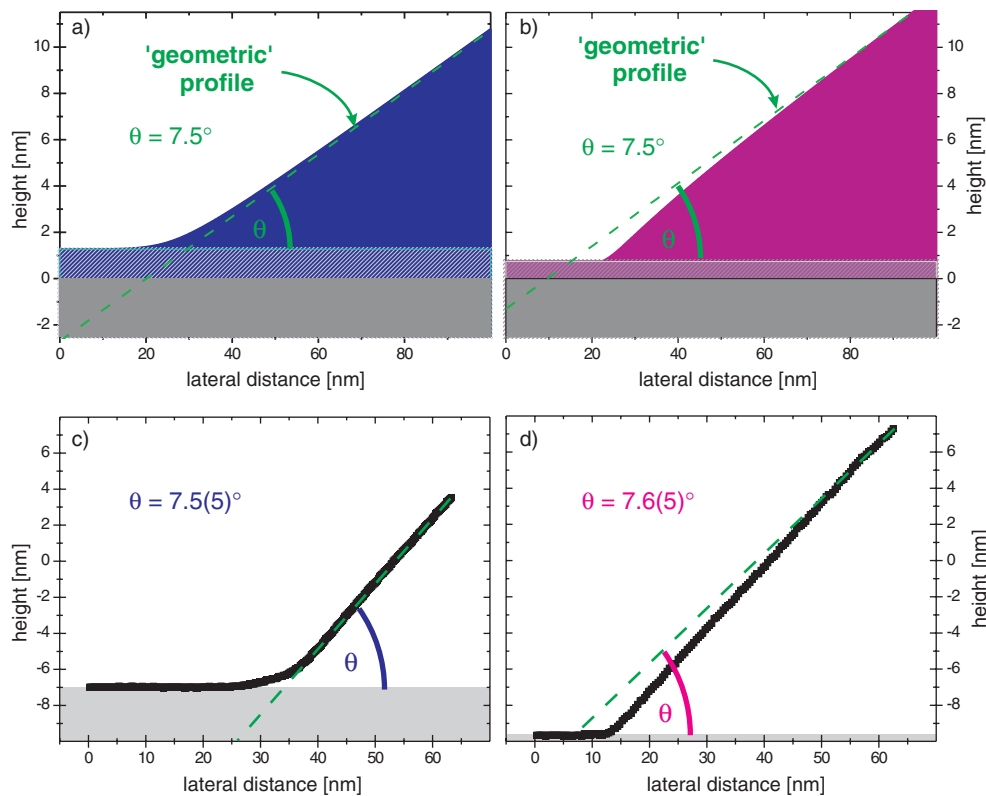 a)
'geometric'
profile
θ = 7.5°
θ
height [nm]
10
8
6
4
2
0
-2
0 20 40 60 80
lateral distance [nm]
b)
'geometric'
profile
θ = 7.5°
θ
height [nm]
10
8
6
4
2
0
-2
0 20 40 60 80
lateral distance [nm]
c)
θ = 7.5(5)°
θ
height [nm]
6
4
2
0
-2
-4
-6
-8
0 10 20 30 40 50 60
lateral distance [nm]
d)
θ = 7.6(5)°
θ
height [nm]
6
4
2
0
-2
-4
-6
-8
0 10 20 30 40 50 60
lateral distance [nm]